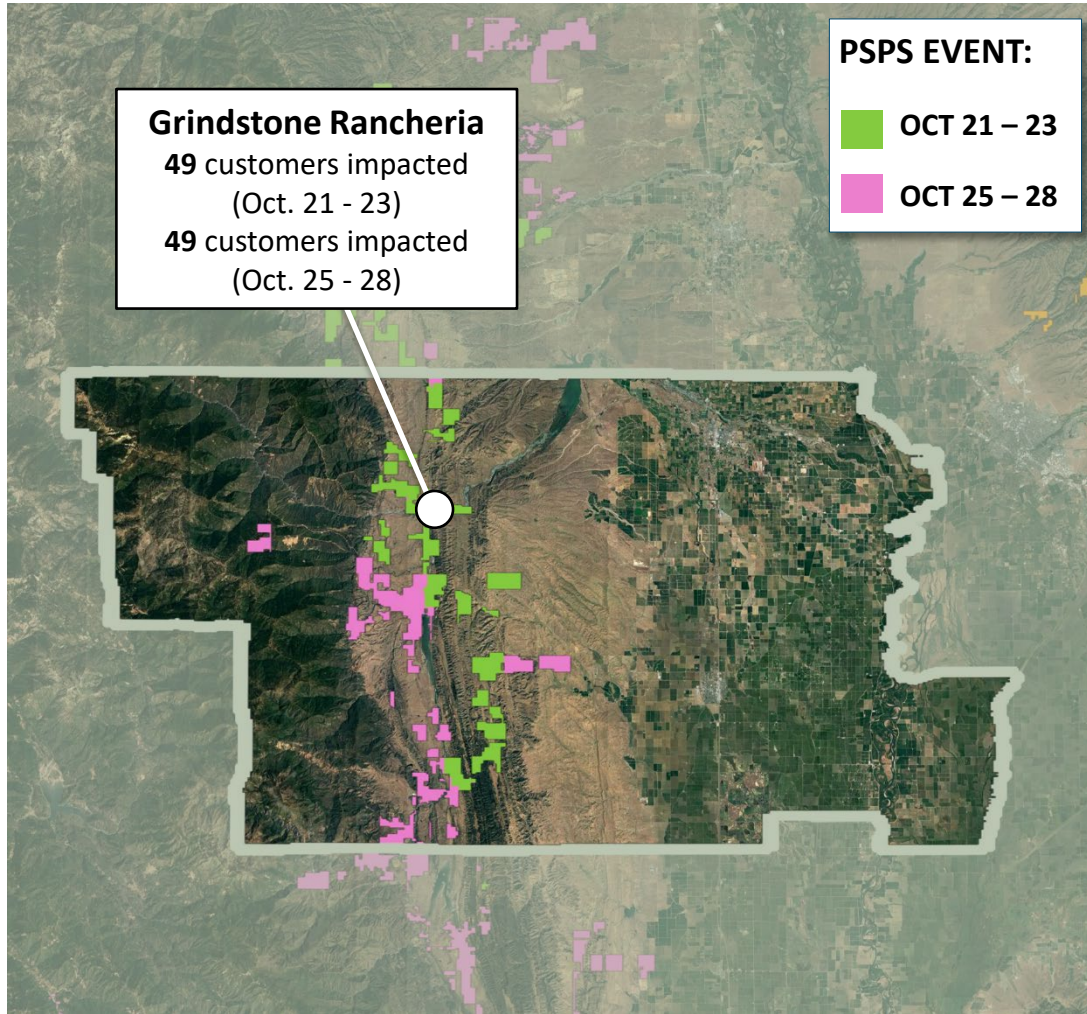 Grindstone Rancheria
49 customers impacted
(Oct. 21 - 23)
49 customers impacted
(Oct. 25 - 28)
PSPS EVENT:
OCT 21 – 23
OCT 25 – 28